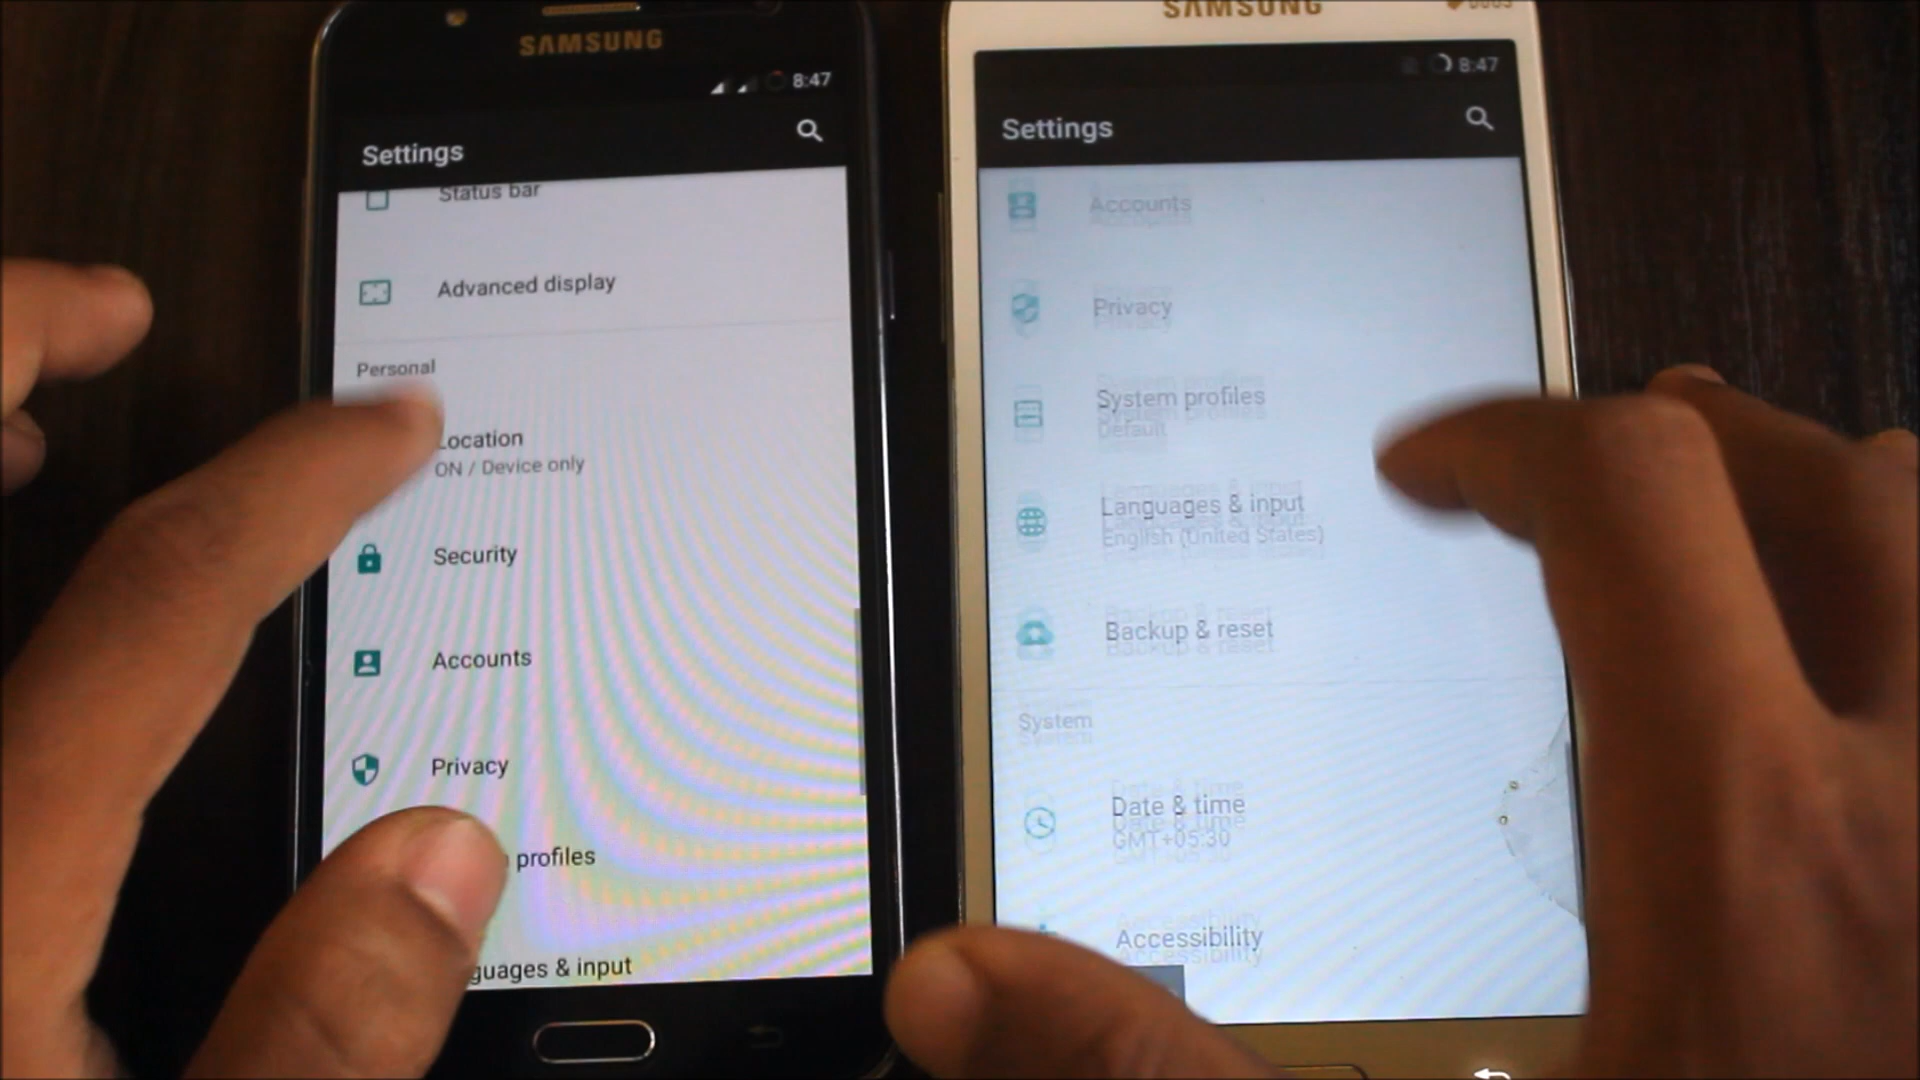 SAMSUNG
8:47
Settings
Status bar
Advanced display
Personal
Location
ON / Device only
Security
Accounts
Privacy
profiles
guages & input
SAMSUNG
8:47
Settings
Accounts
Privacy
System profiles
Default
Languages & input
English (United States)
Backup & reset
System
Date & time
GMT+05:30
Accessibility